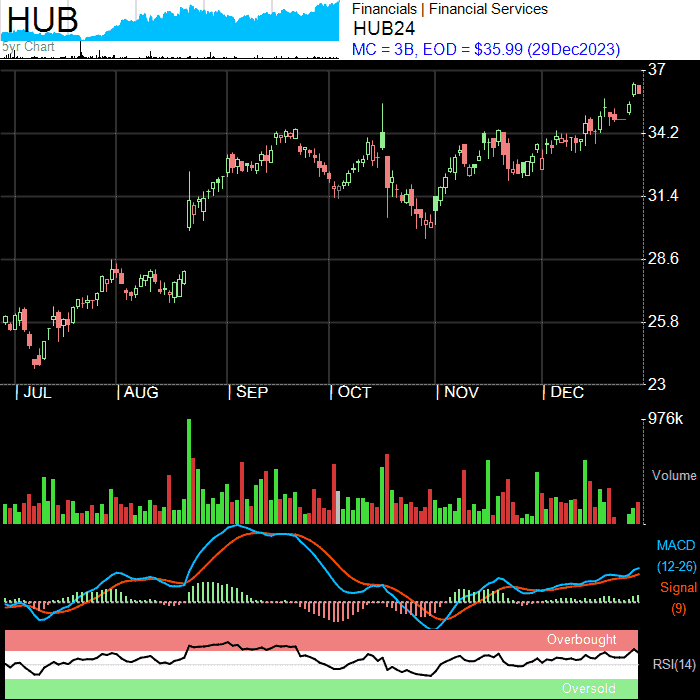 HUB
5yr Chart
Financials | Financial Services
HUB24
MC = 3B, EOD = $35.99 (29Dec2023)
37
34.2
31.4
28.6
25.8
23
JUL AUG SEP OCT NOV DEC
976k
Volume
MACD
(12-26)
Signal
(9)
Overbought
RSI(14)
Oversold